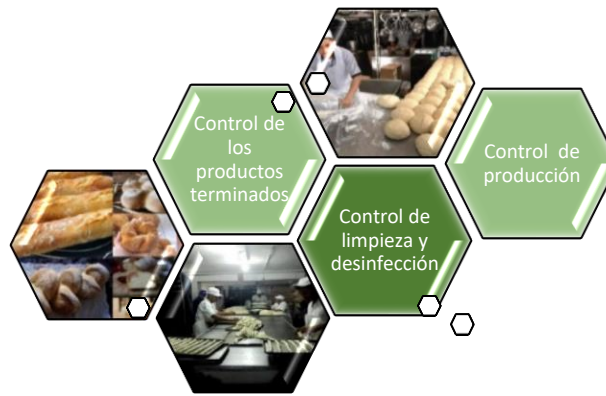 Control de
los
productos
terminados
Control de
limpieza y
desinfección
Control  de
producción